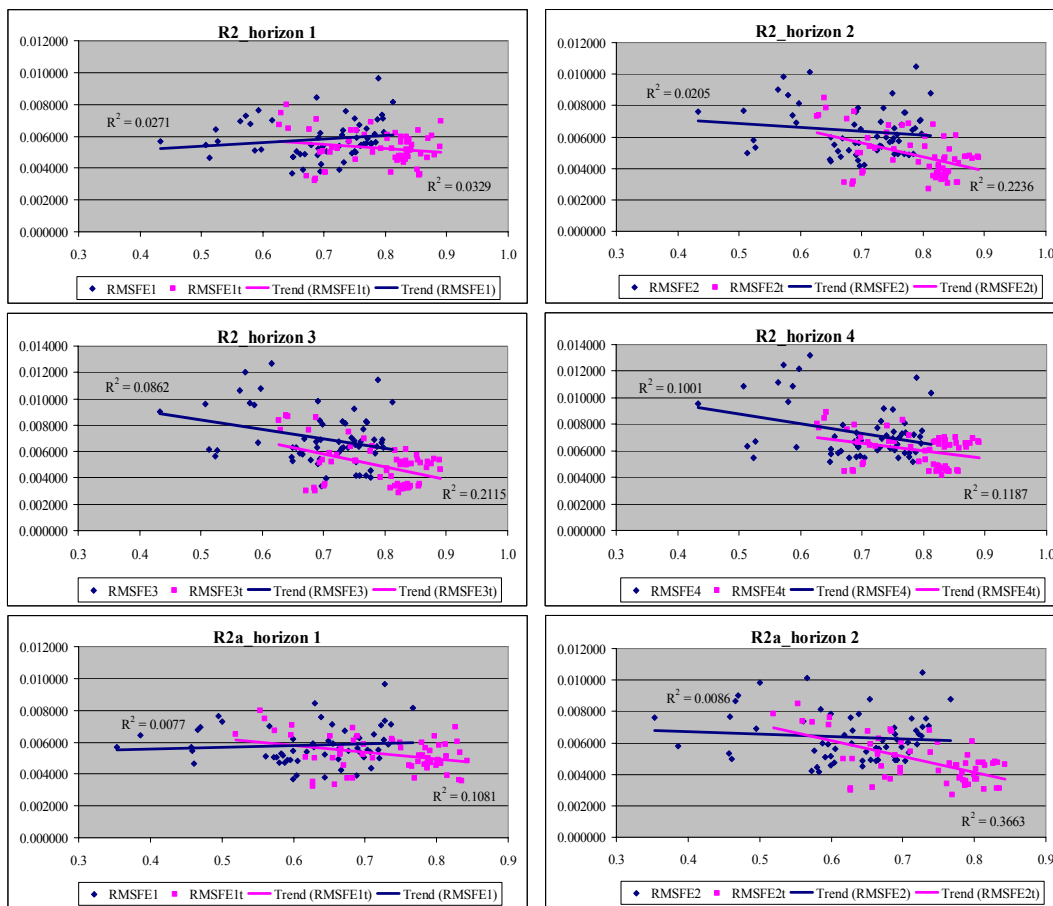 R2_horizon 1
0.012000
0.010000
0.008000
0.006000
0.004000
0.002000
0.000000
R² = 0.0271
R² = 0.0329
0.3 0.4 0.5 0.6 0.7 0.8 0.9 1.0
RMSFE1 RMSFE1t Trend (RMSFE1t) Trend (RMSFE1)
R2_horizon 2
0.012000
0.010000
0.008000
0.006000
0.004000
0.002000
0.000000
R² = 0.0205
R² = 0.2236
0.3 0.4 0.5 0.6 0.7 0.8 0.9 1.0
RMSFE2 RMSFE2t Trend (RMSFE2) Trend (RMSFE2t)
R2_horizon 3
0.014000
0.012000
0.010000
0.008000
0.006000
0.004000
0.002000
0.000000
R² = 0.0862
R² = 0.2115
0.3 0.4 0.5 0.6 0.7 0.8 0.9 1.0
RMSFE3 RMSFE3t Trend (RMSFE3) Trend (RMSFE3t)
R2_horizon 4
0.014000
0.012000
0.010000
0.008000
0.006000
0.004000
0.002000
0.000000
R² = 0.1001
R² = 0.1187
0.3 0.4 0.5 0.6 0.7 0.8 0.9 1.0
RMSFE4 RMSFE4t Trend (RMSFE4) Trend (RMSFE4t)
R2a_horizon 1
0.012000
0.010000
0.008000
0.006000
0.004000
0.002000
0.000000
R² = 0.0077
R² = 0.1081
0.3 0.4 0.5 0.6 0.7 0.8 0.9
RMSFE1 RMSFE1t Trend (RMSFE1t) Trend (RMSFE1)
R2a_horizon 2
0.012000
0.010000
0.008000
0.006000
0.004000
0.002000
0.000000
R² = 0.0086
R² = 0.3663
0.3 0.4 0.5 0.6 0.7 0.8 0.9
RMSFE2 RMSFE2t Trend (RMSFE2) Trend (RMSFE2t)